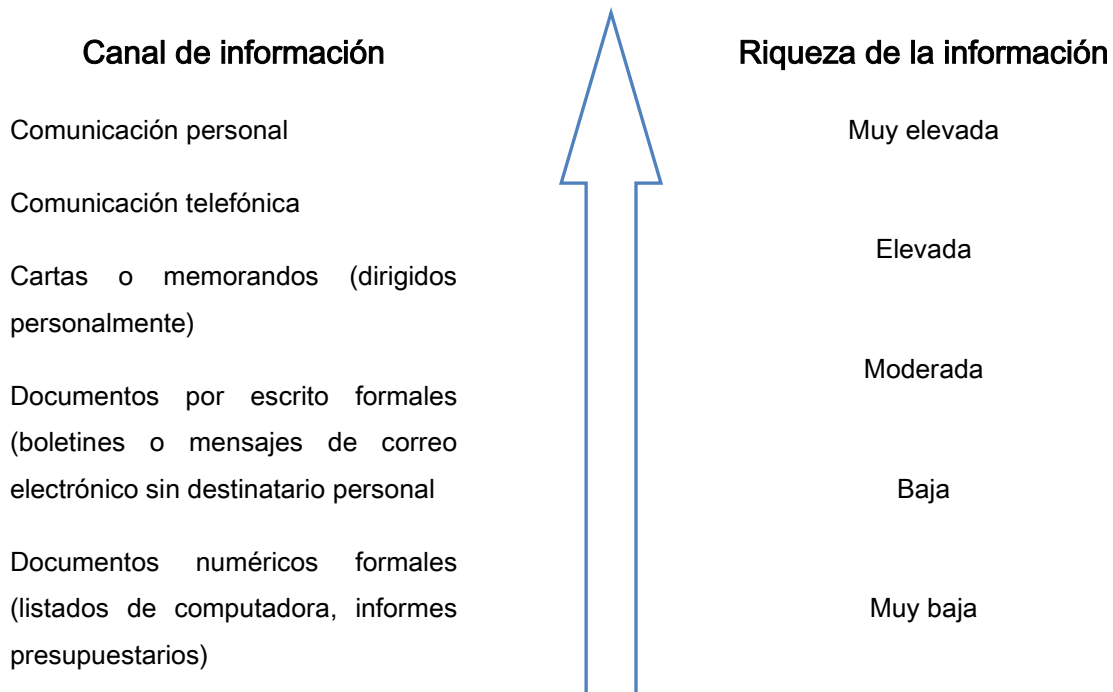 Canal de información
Riqueza de la información
Comunicación personal
Muy elevada
Comunicación telefónica
Elevada
Cartas o memorandos (dirigidos
personalmente)
Moderada
Documentos por escrito formales
(boletines o mensajes de correo
electrónico sin destinatario personal
Baja
Documentos numéricos formales
(listados de computadora, informes
presupuestarios)
Muy baja